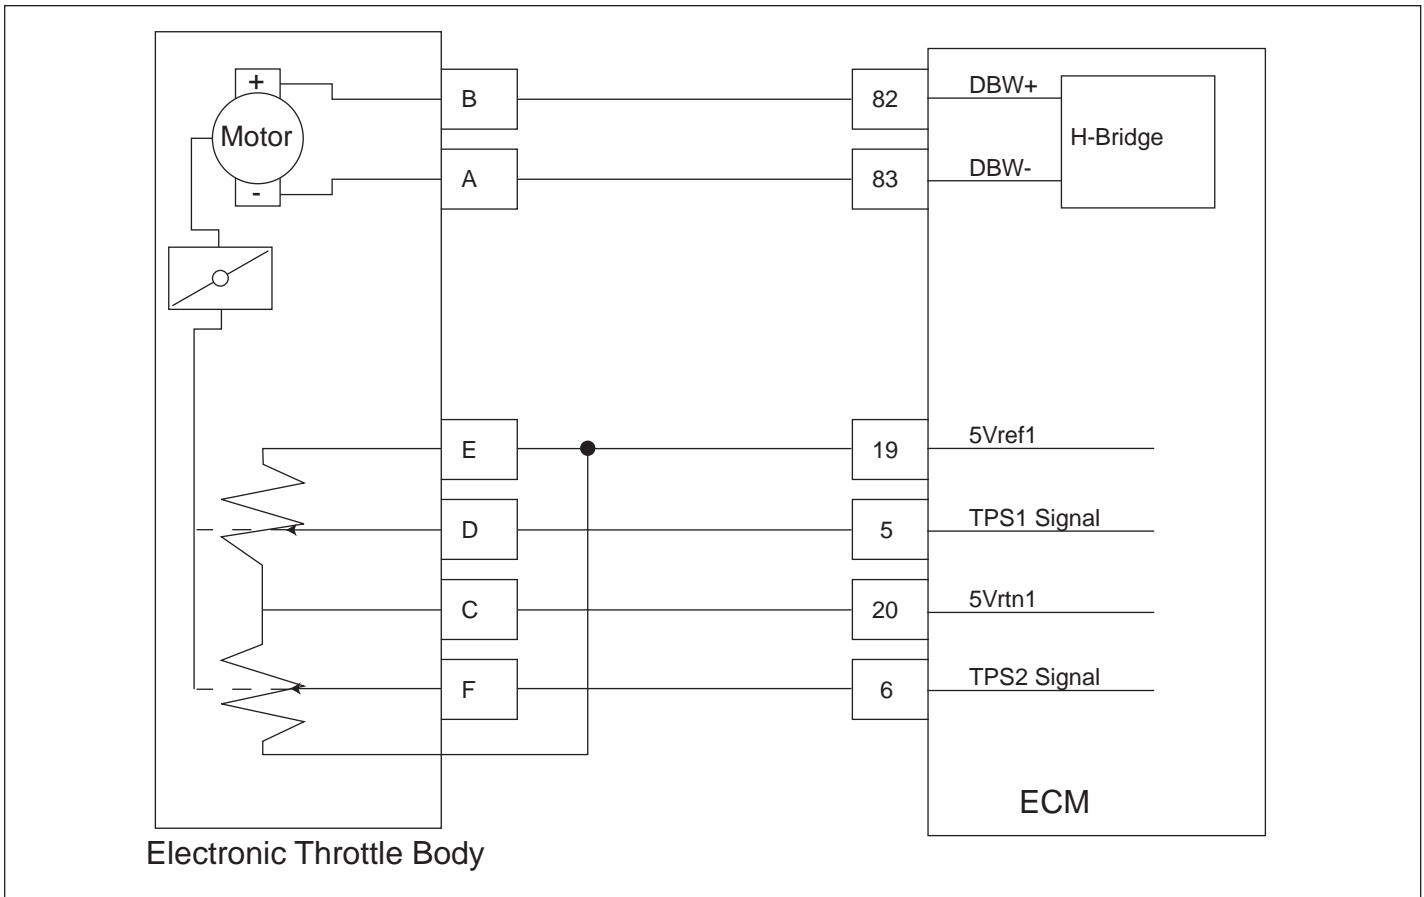 +
B
82
DBW+
Motor
H-Bridge
-
A
83
DBW-
E
19
5Vref1
D
5
TPS1 Signal
C
20
5Vrtn1
F
6
TPS2 Signal
ECM
Electronic Throttle Body